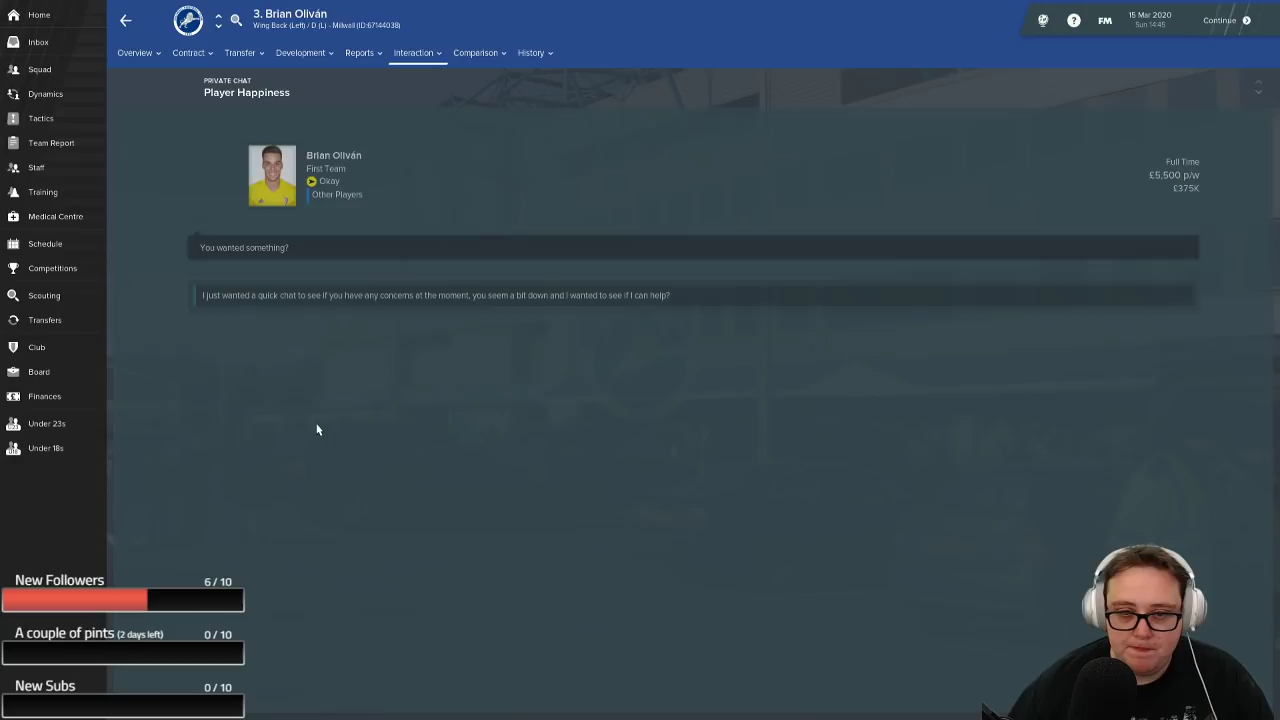 Home
Inbox
Squad
Dynamics
Tactics
Team Report
Staff
Training
Medical Centre
Schedule
Competitions
Scouting
Transfers
Club
Board
Finances
Under 23s
Under 18s
3. Brian Oliván
Wing Back (Left) / D (L) - Millwall (ID:67144038)
FM
15 Mar 2020
Sun 14:45
Continue
Overview
Contract
Transfer
Development
Reports
Interaction
Comparison
History
PRIVATE CHAT
Player Happiness
Brian Oliván
First Team
Okay
Other Players
Full Time
£5,500 p/w
£375K
You wanted something?
I just wanted a quick chat to see if you have any concerns at the moment, you seem a bit down and I wanted to see if I can help?
New Followers 6 / 10
A couple of pints (2 days left) 0 / 10
New Subs 0 / 10